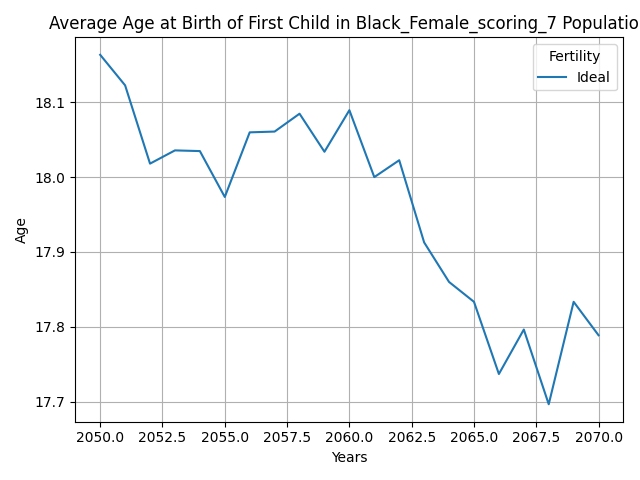 Average Age at Birth of First Child in Black_Female_scoring_7 Populatio
Fertility
Ideal
18.1
18.0
17.9
17.8
17.7
Age
2050.0 2052.5 2055.0 2057.5 2060.0 2062.5 2065.0 2067.5 2070.0
Years